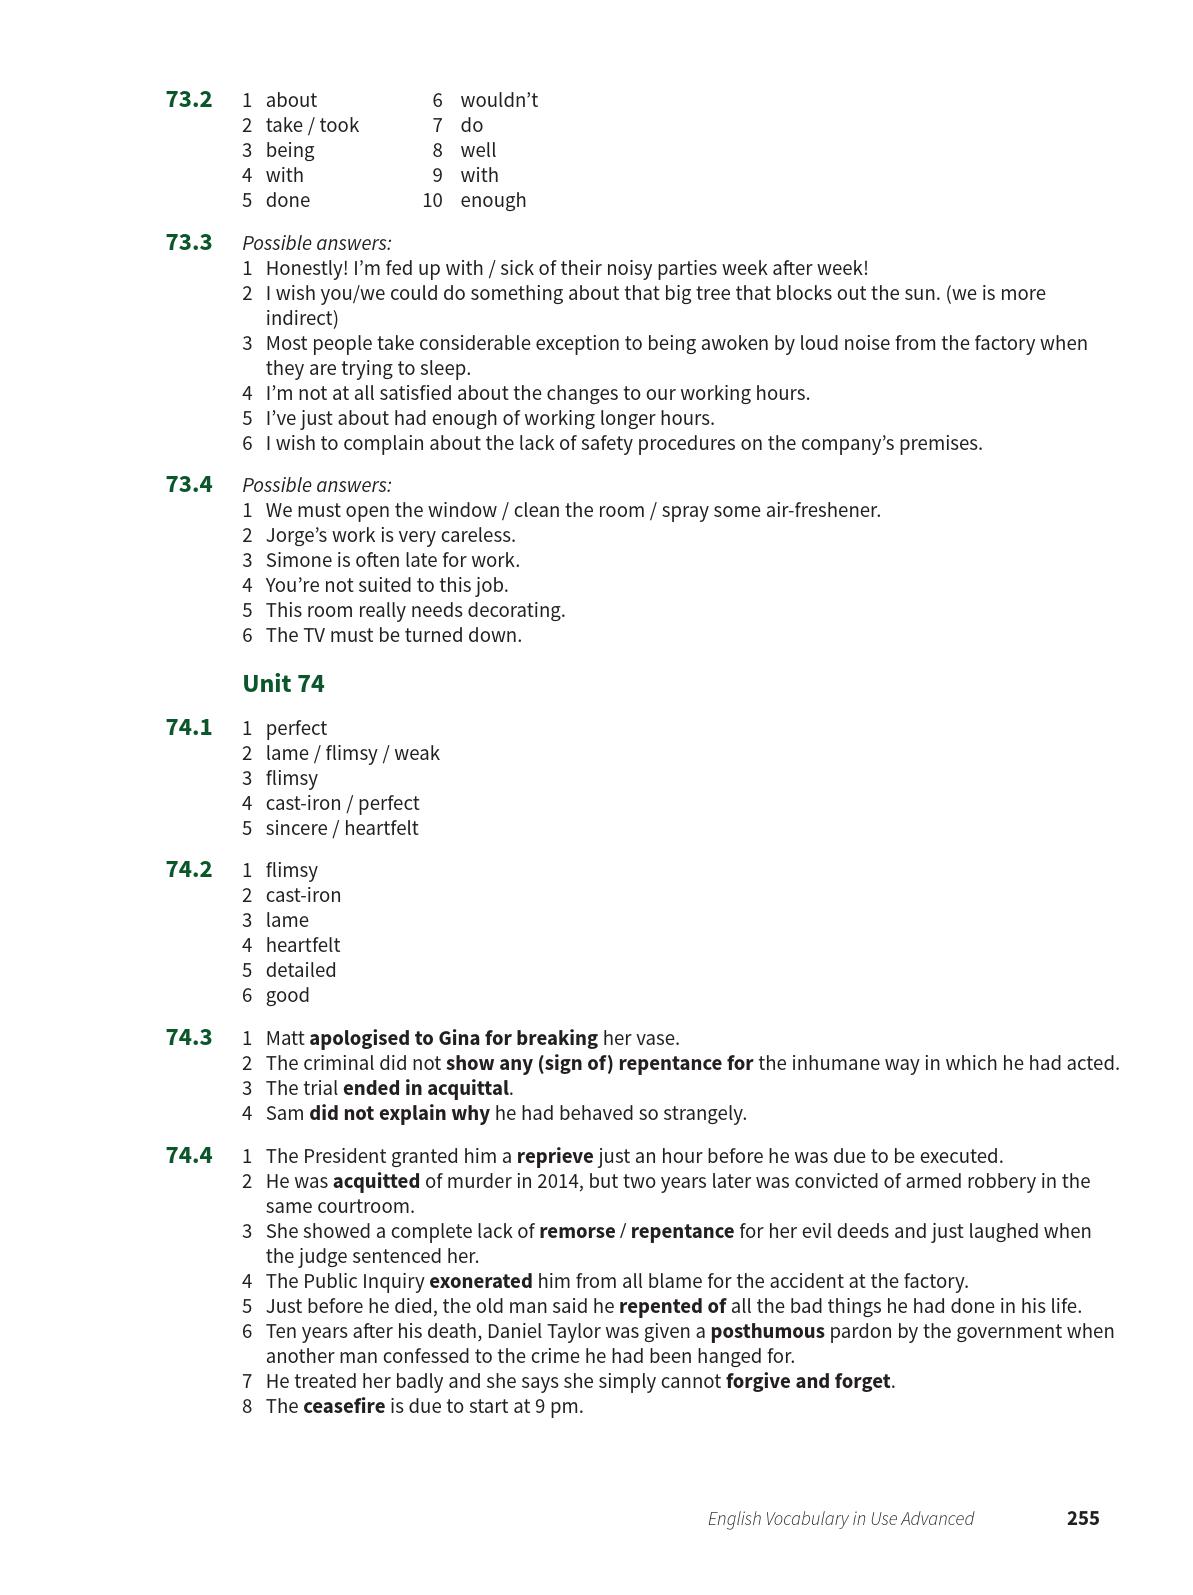 73.2 1 about 6 wouldn’t
2 take / took 7 do
3 being 8 well
4 with 9 with
5 done 10 enough
73.3 Possible answers:
1 Honestly! I’m fed up with / sick of their noisy parties week after week!
2 I wish you/we could do something about that big tree that blocks out the sun. (we is more
indirect)
3 Most people take considerable exception to being awoken by loud noise from the factory when
they are trying to sleep.
4 I’m not at all satisfied about the changes to our working hours.
5 I’ve just about had enough of working longer hours.
6 I wish to complain about the lack of safety procedures on the company’s premises.
73.4 Possible answers:
1 We must open the window / clean the room / spray some air-freshener.
2 Jorge’s work is very careless.
3 Simone is often late for work.
4 You’re not suited to this job.
5 This room really needs decorating.
6 The TV must be turned down.
Unit 74
74.1 1 perfect
2 lame / flimsy / weak
3 flimsy
4 cast-iron / perfect
5 sincere / heartfelt
74.2 1 flimsy
2 cast-iron
3 lame
4 heartfelt
5 detailed
6 good
74.3 1 Matt apologised to Gina for breaking her vase.
2 The criminal did not show any (sign of) repentance for the inhumane way in which he had acted.
3 The trial ended in acquittal.
4 Sam did not explain why he had behaved so strangely.
74.4 1 The President granted him a reprieve just an hour before he was due to be executed.
2 He was acquitted of murder in 2014, but two years later was convicted of armed robbery in the
same courtroom.
3 She showed a complete lack of remorse / repentance for her evil deeds and just laughed when
the judge sentenced her.
4 The Public Inquiry exonerated him from all blame for the accident at the factory.
5 Just before he died, the old man said he repented of all the bad things he had done in his life.
6 Ten years after his death, Daniel Taylor was given a posthumous pardon by the government when
another man confessed to the crime he had been hanged for.
7 He treated her badly and she says she simply cannot forgive and forget.
8 The ceasefire is due to start at 9 pm.
English Vocabulary in Use Advanced 255